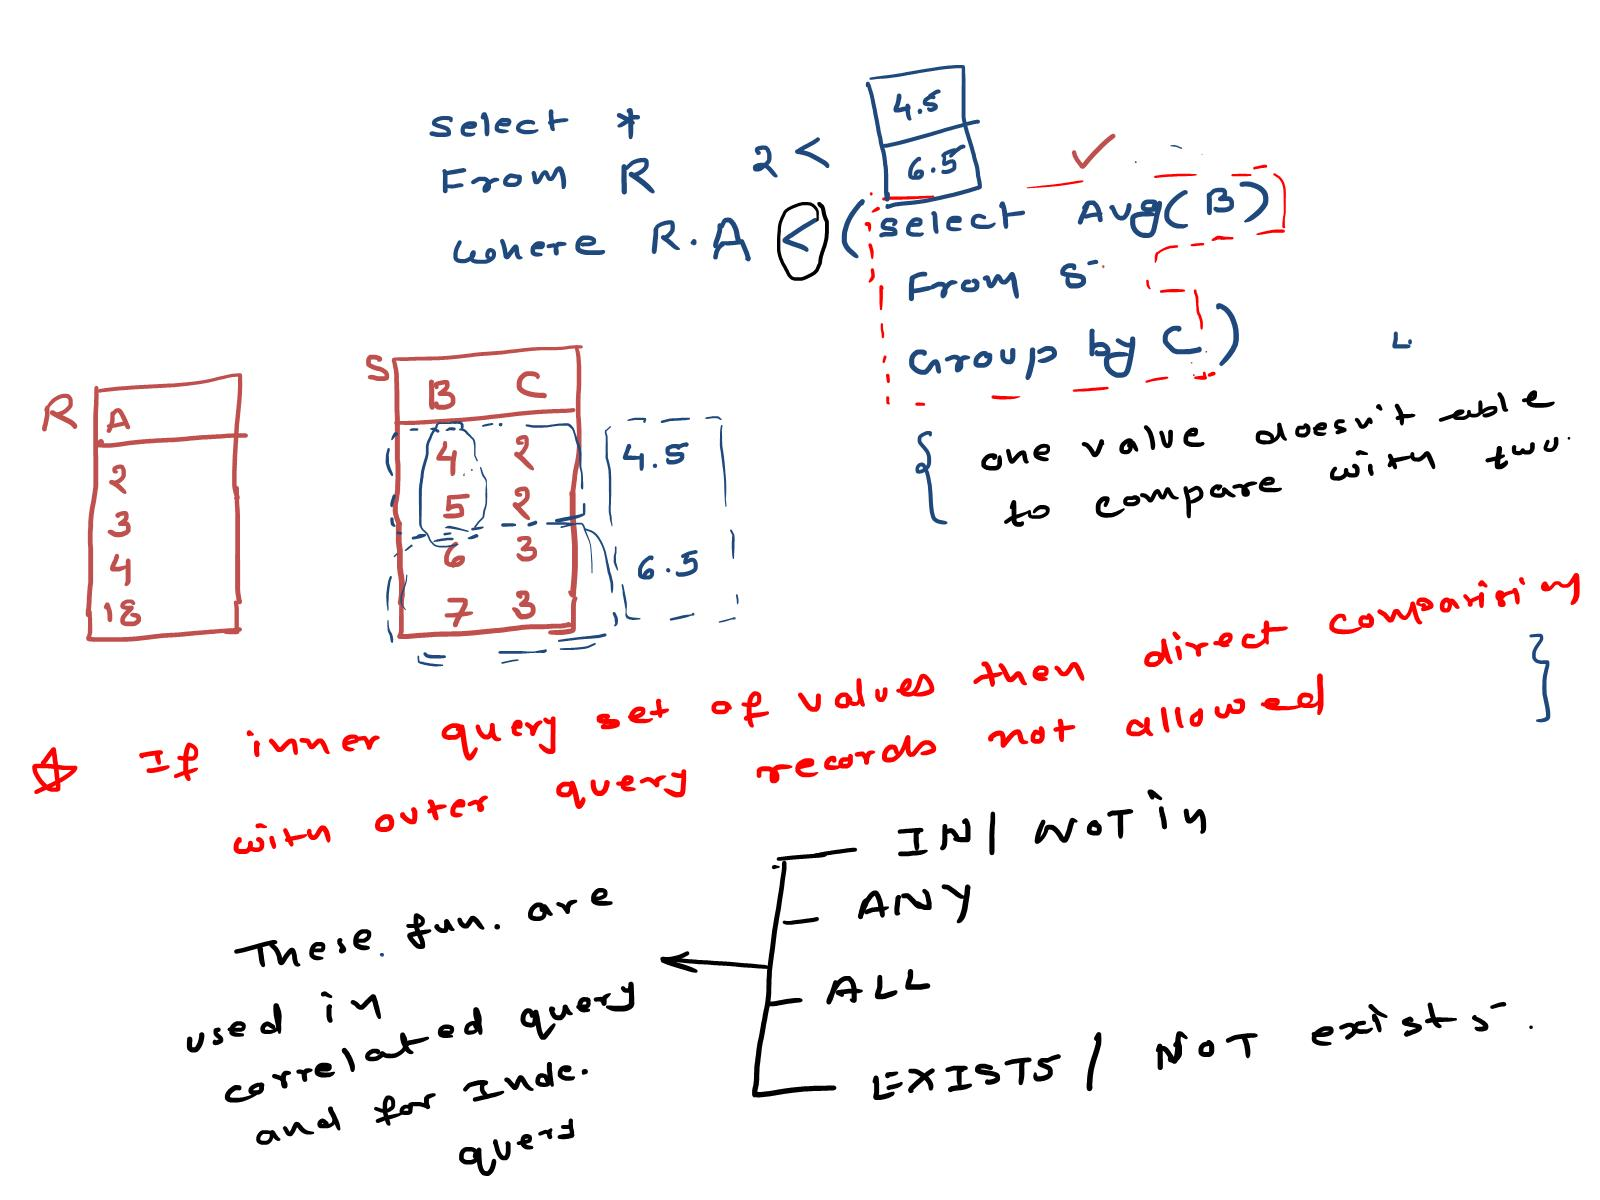 4.5
6.5
Select *
From R 2 <
Where R.A < (select Avg(B)
From S
Group by C)
R
A
2
3
4
18
S
B C
4 2
5 2
6 3
7 3
4.5
6.5
{ one value doesn't able
to compare with two.
If inner query set of values then direct comparising
with outer query records not allowed }
IN | NOT in
ANY
ALL
EXISTS / NOT exists.
These fun. are
used in
correlated query
and for Inde.
query